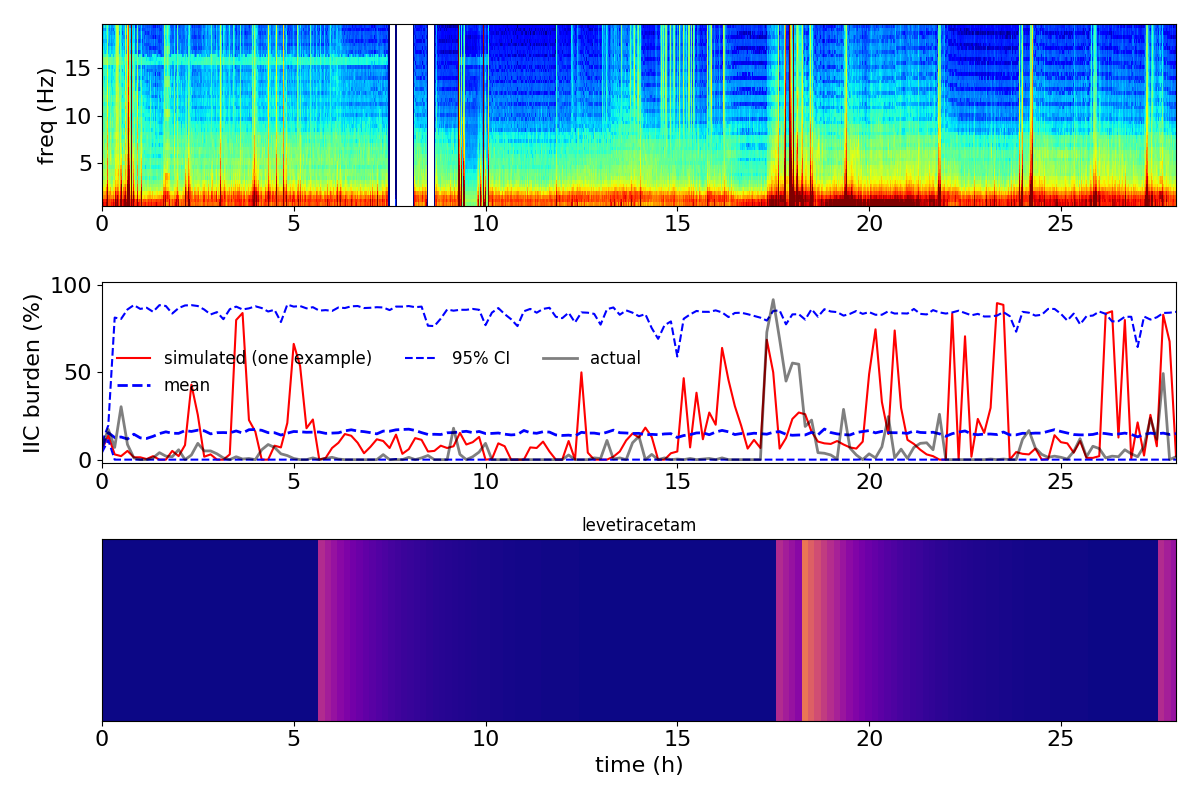 freq (Hz)
15
10
5
0 5 10 15 20 25
IIC burden (%)
100
50
0
simulated (one example) 95% CI actual
mean
0 5 10 15 20 25
levetiracetam
0 5 10 15 20 25
time (h)